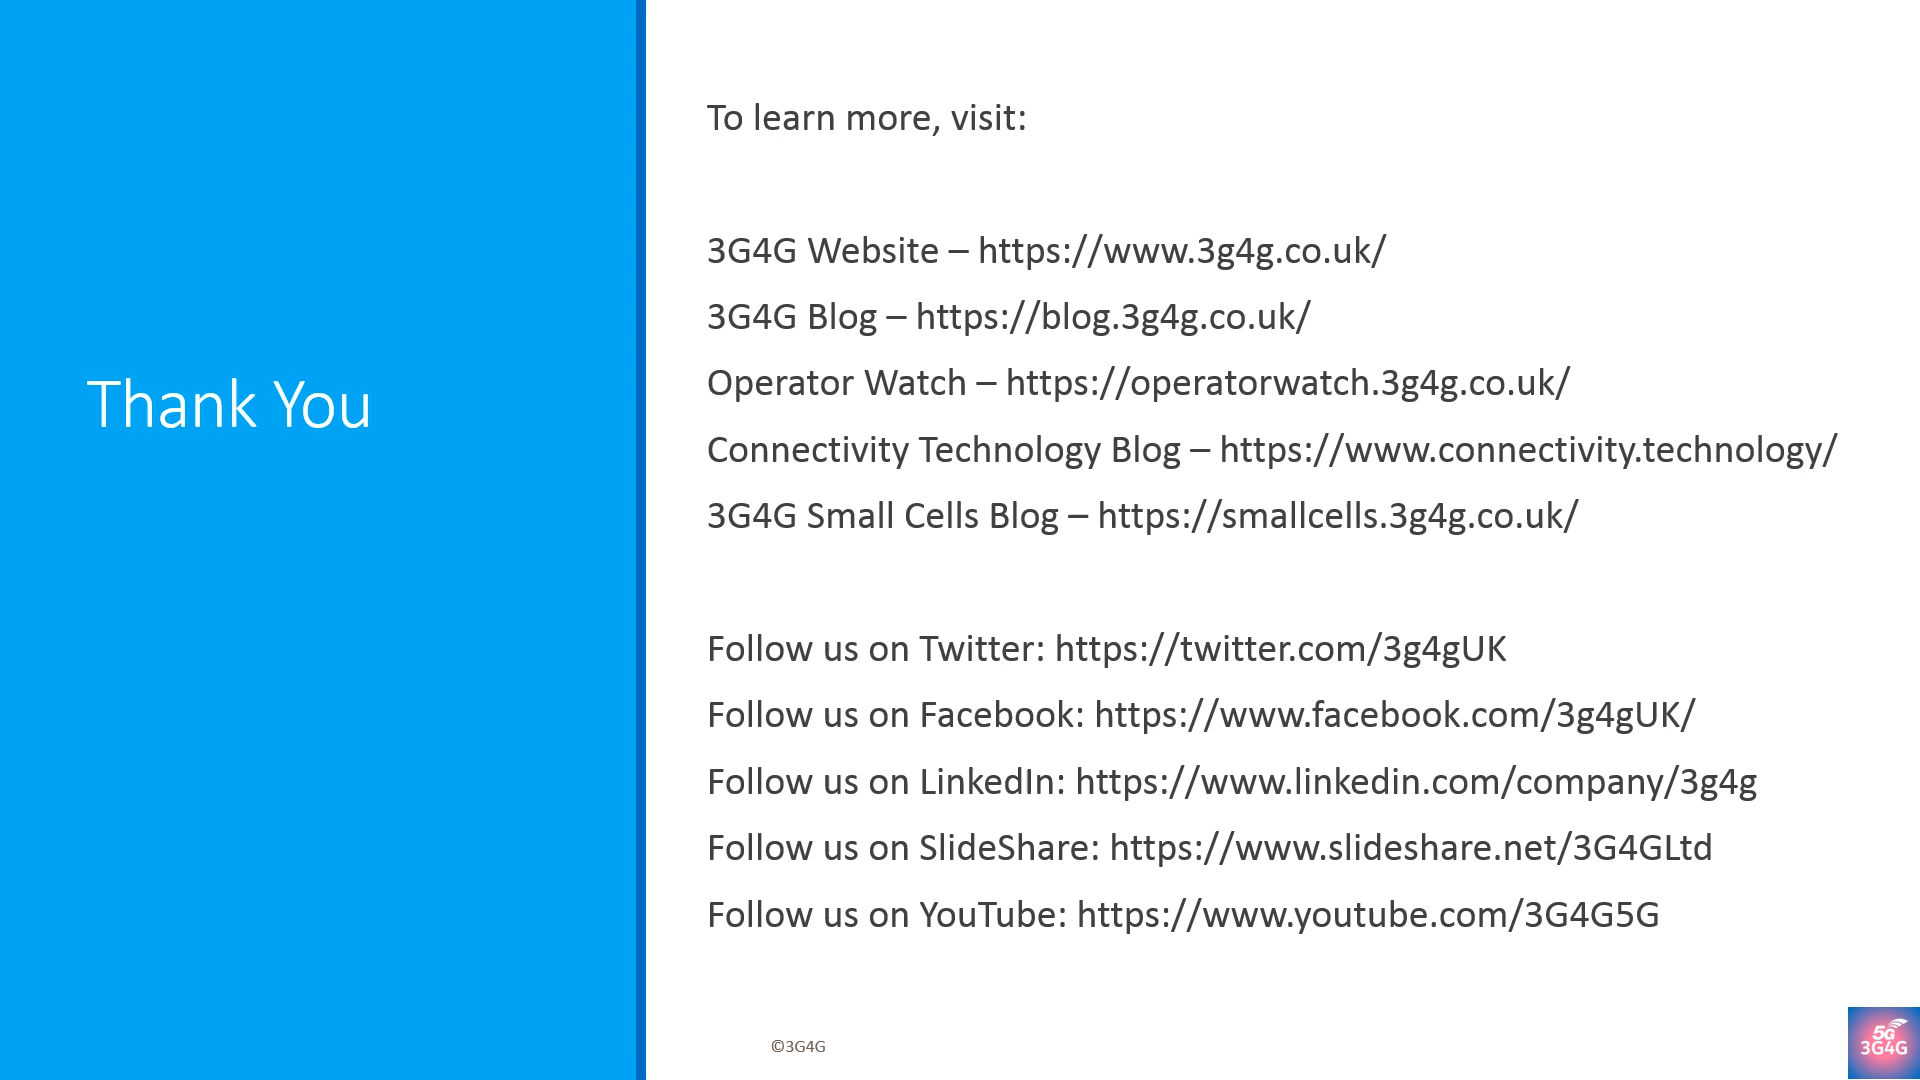 Thank You
To learn more, visit:
3G4G Website – https://www.3g4g.co.uk/
3G4G Blog – https://blog.3g4g.co.uk/
Operator Watch – https://operatorwatch.3g4g.co.uk/
Connectivity Technology Blog – https://www.connectivity.technology/
3G4G Small Cells Blog – https://smallcells.3g4g.co.uk/
Follow us on Twitter: https://twitter.com/3g4gUK
Follow us on Facebook: https://www.facebook.com/3g4gUK/
Follow us on LinkedIn: https://www.linkedin.com/company/3g4g
Follow us on SlideShare: https://www.slideshare.net/3G4GLtd
Follow us on YouTube: https://www.youtube.com/3G4G5G
©3G4G
5G
3G4G